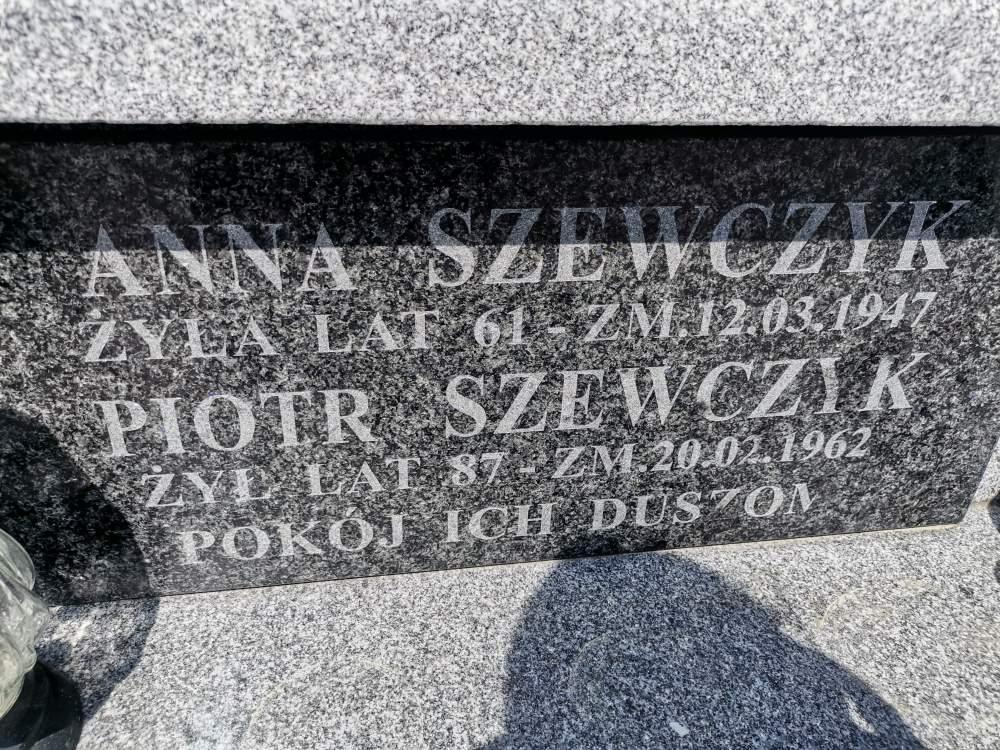 ANNA SZEWCZYK
ŻYŁA LAT 61 - ZM.12.03.1947
PIOTR SZEWCZYK
ŻYŁ LAT 87 - ZM.20.02.1962
POKÓJ ICH DUSZOM